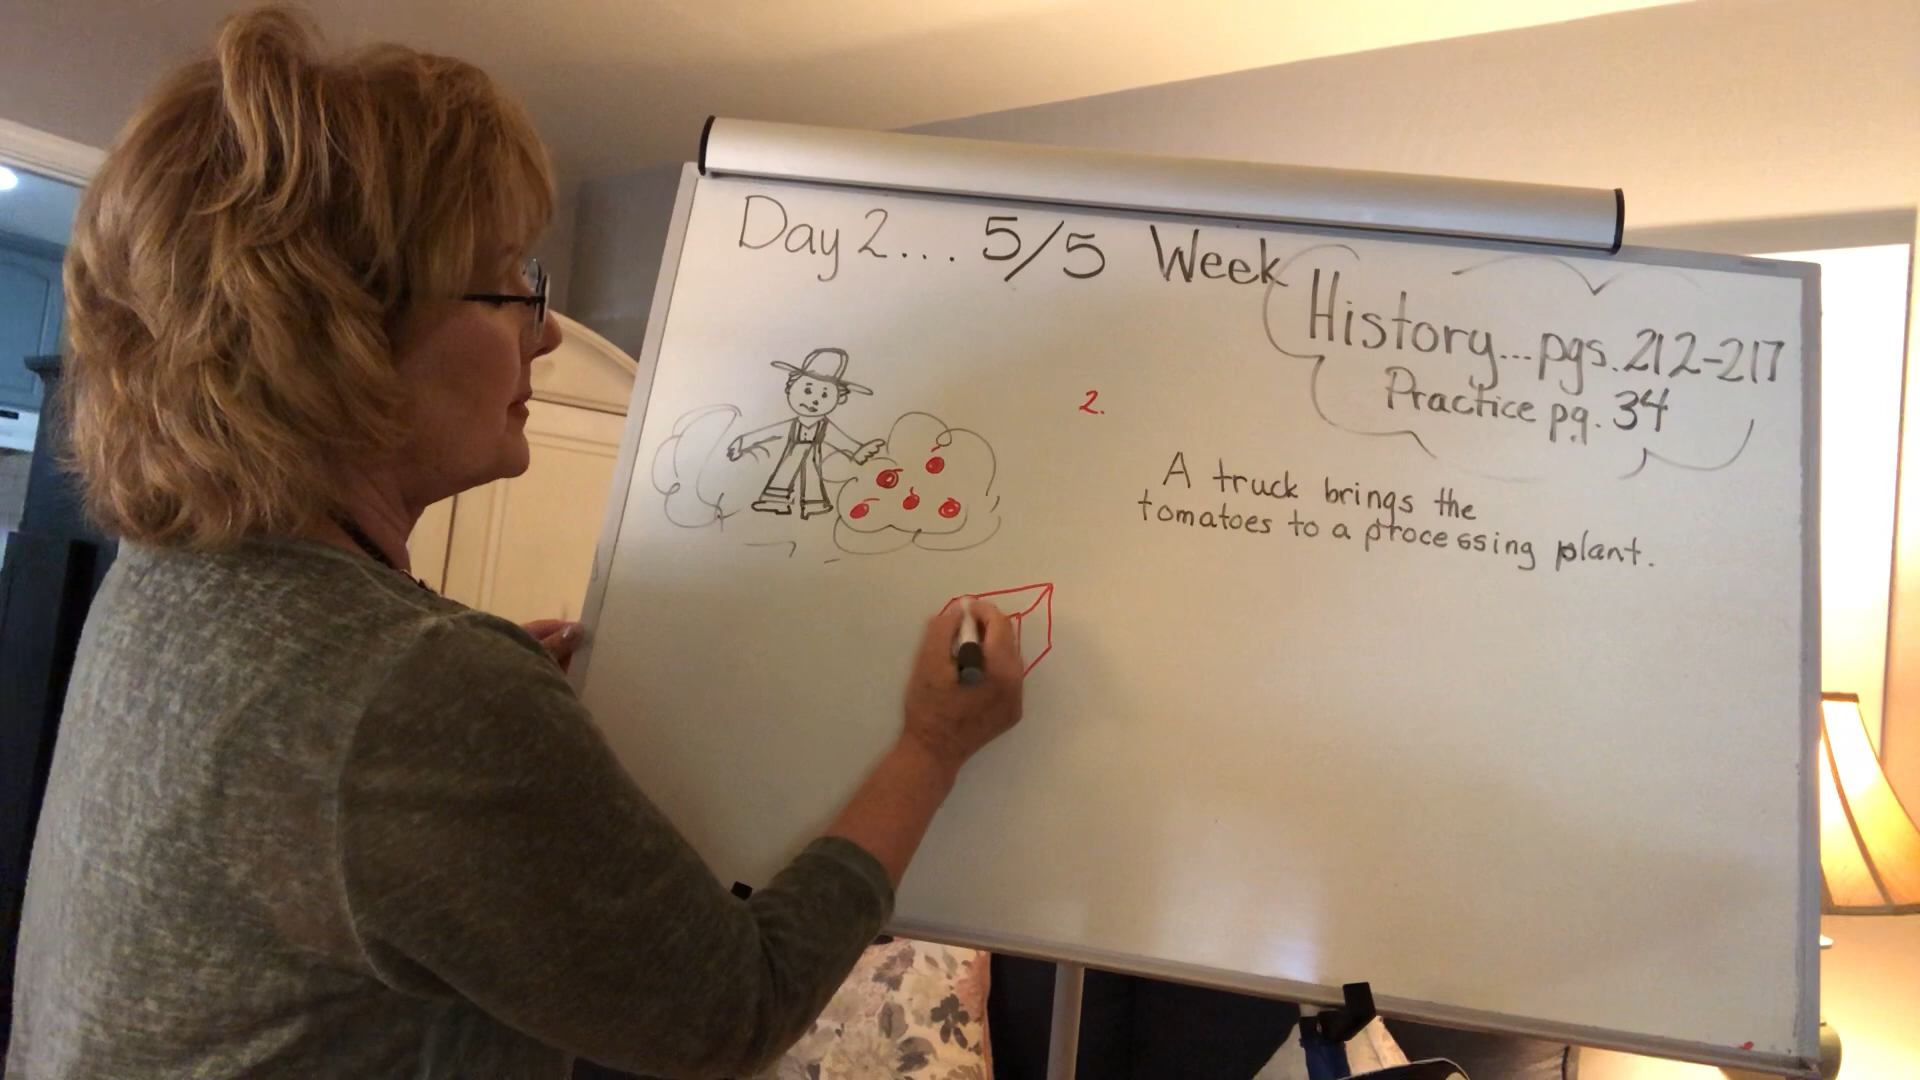 Day 2... 5/5 Week
History...pgs. 212-217
Practice pg. 34
2.
A truck brings the
tomatoes to a processing plant.